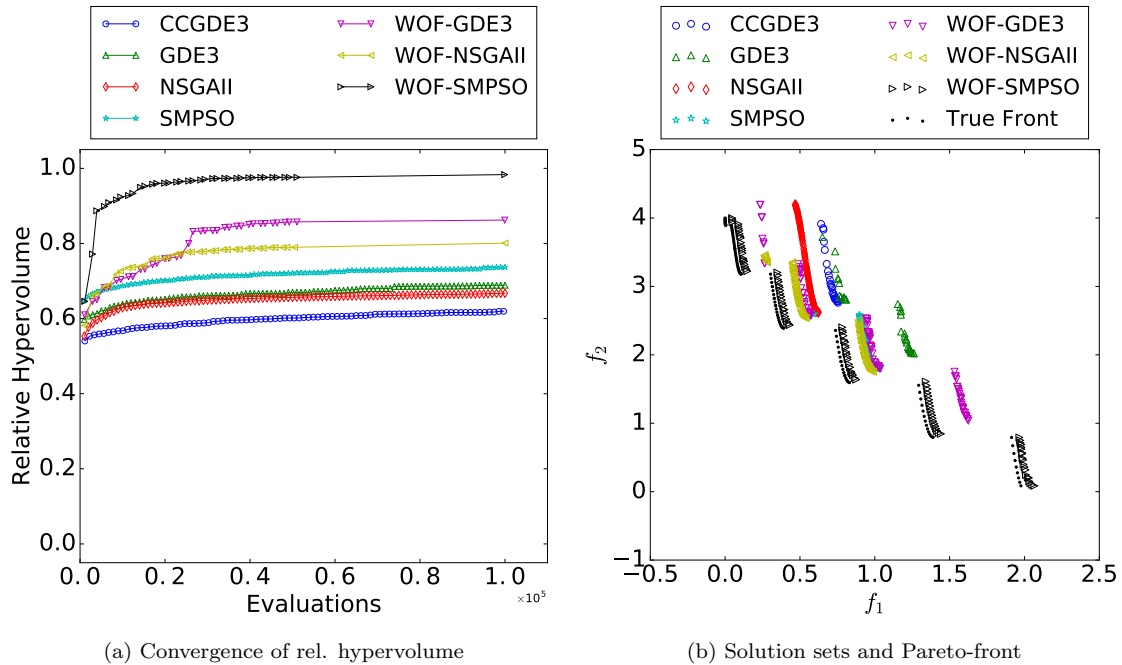 CCGDE3
GDE3
NSGAII
SMPSO
WOF-GDE3
WOF-NSGAII
WOF-SMPSO
1.0
0.8
0.6
0.4
0.2
0.0
Relative Hypervolume
0.0 0.2 0.4 0.6 0.8 1.0
×10⁵
Evaluations
(a) Convergence of rel. hypervolume
CCGDE3
GDE3
NSGAII
SMPSO
WOF-GDE3
WOF-NSGAII
WOF-SMPSO
True Front
5
4
3
2
1
0
−1
f₂
−0.5 0.0 0.5 1.0 1.5 2.0 2.5
f₁
(b) Solution sets and Pareto-front